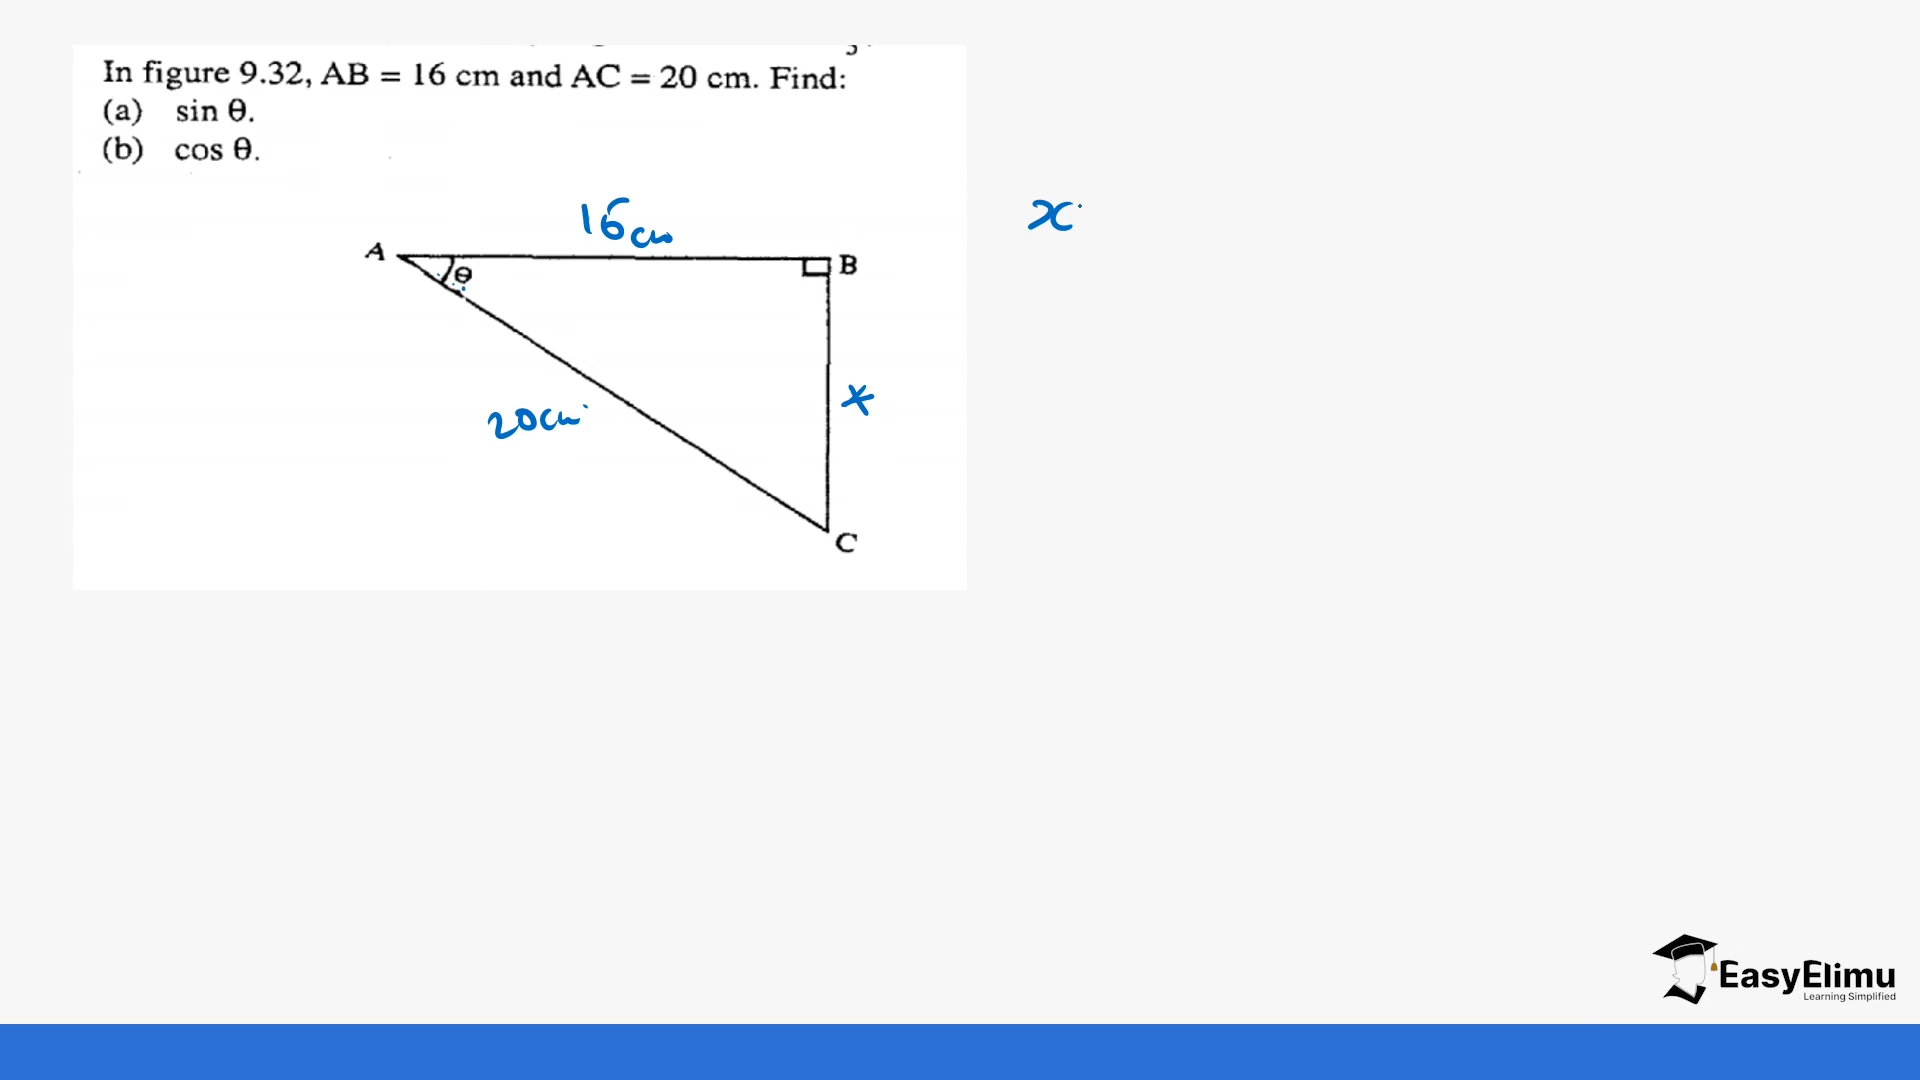 In figure 9.32, AB = 16 cm and AC = 20 cm. Find:
(a) sin θ.
(b) cos θ.
16cm
x
A
θ
B
x
20cm
C
EasyElimu
Learning Simplified